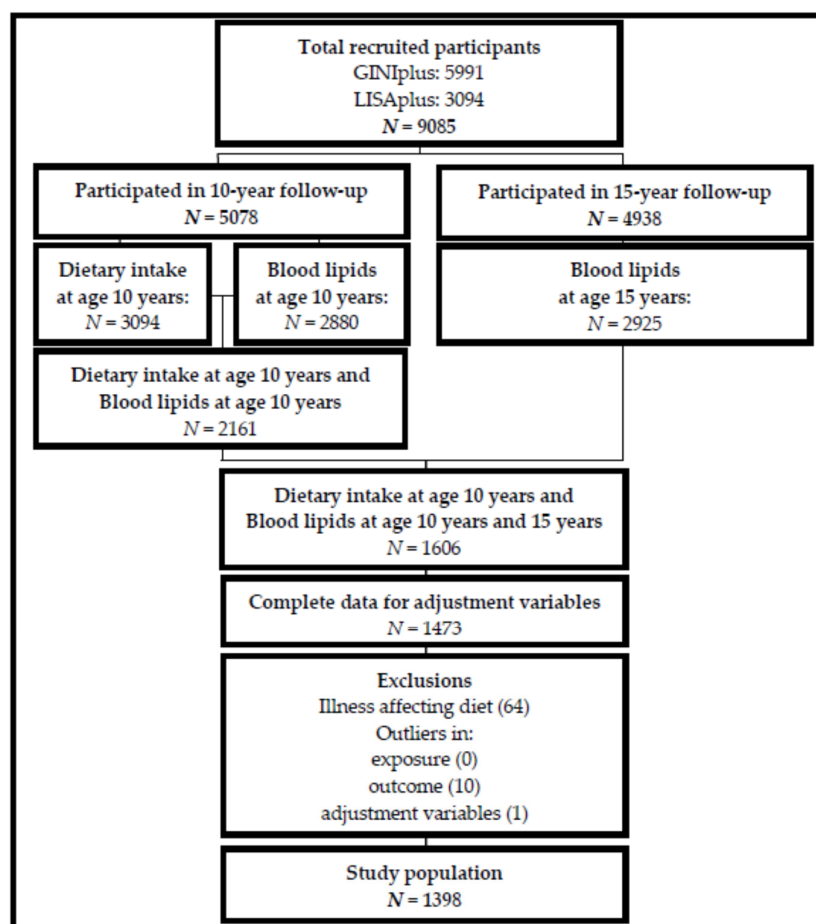 Total recruited participants
GINIplus: 5991
LISAplus: 3094
N = 9085
Participated in 10-year follow-up
N = 5078
Participated in 15-year follow-up
N = 4938
Dietary intake
at age 10 years:
N = 3094
Blood lipids
at age 10 years:
N = 2880
Blood lipids
at age 15 years:
N = 2925
Dietary intake at age 10 years and
Blood lipids at age 10 years
N = 2161
Dietary intake at age 10 years and
Blood lipids at age 10 years and 15 years
N = 1606
Complete data for adjustment variables
N = 1473
Exclusions
Illness affecting diet (64)
Outliers in:
exposure (0)
outcome (10)
adjustment variables (1)
Study population
N = 1398